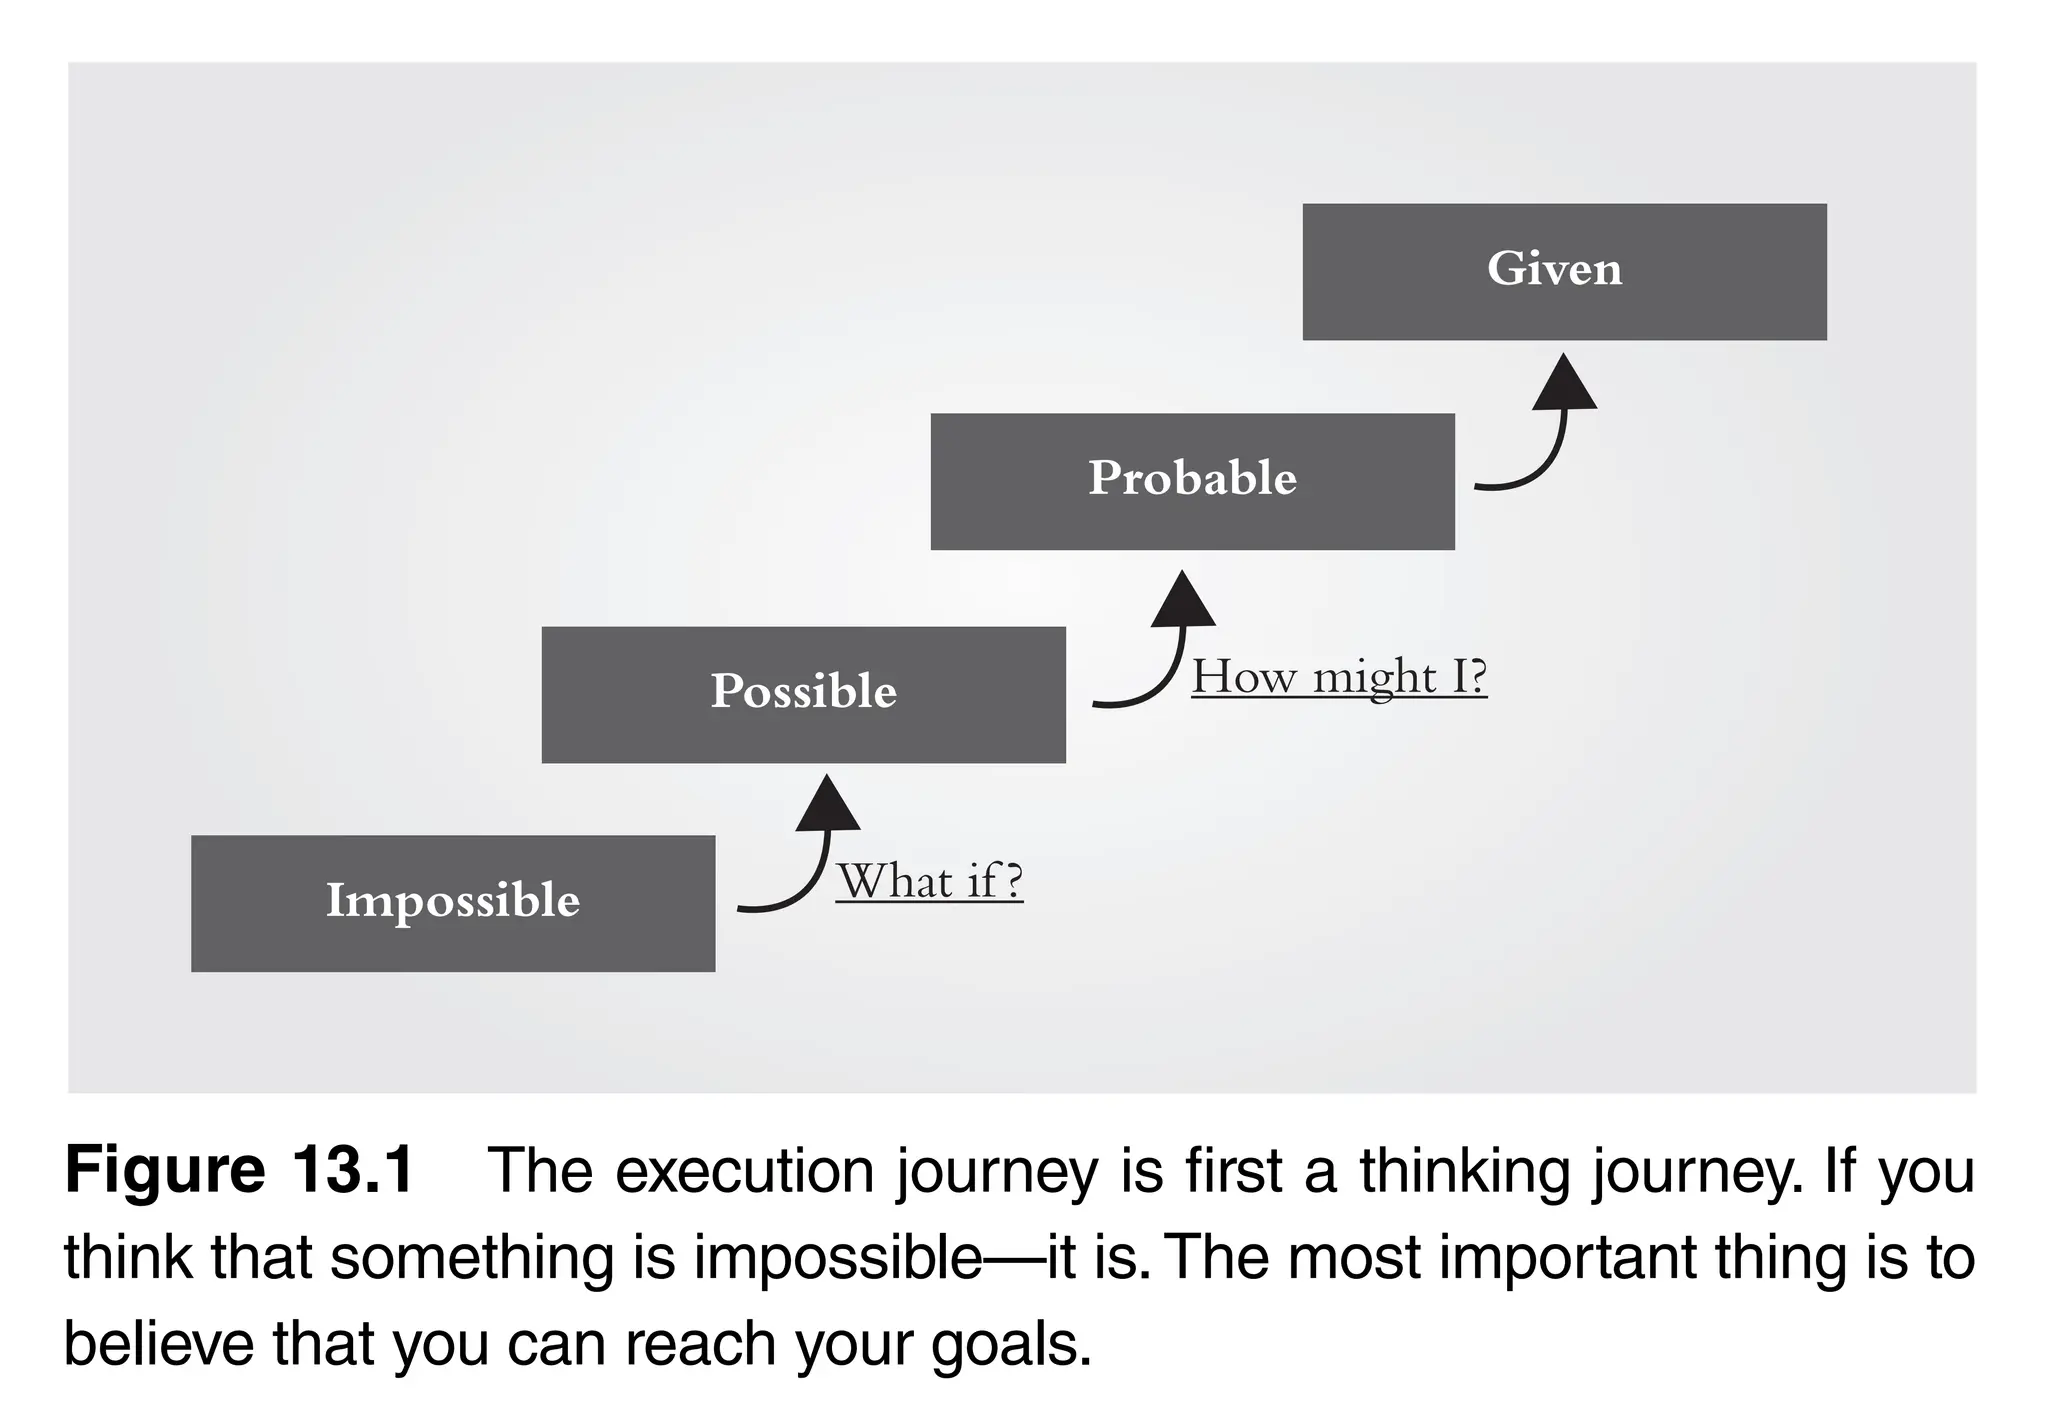 Given
Probable
How might I?
Possible
What if?
Impossible
Figure 13.1 The execution journey is first a thinking journey. If you
think that something is impossible—it is. The most important thing is to
believe that you can reach your goals.